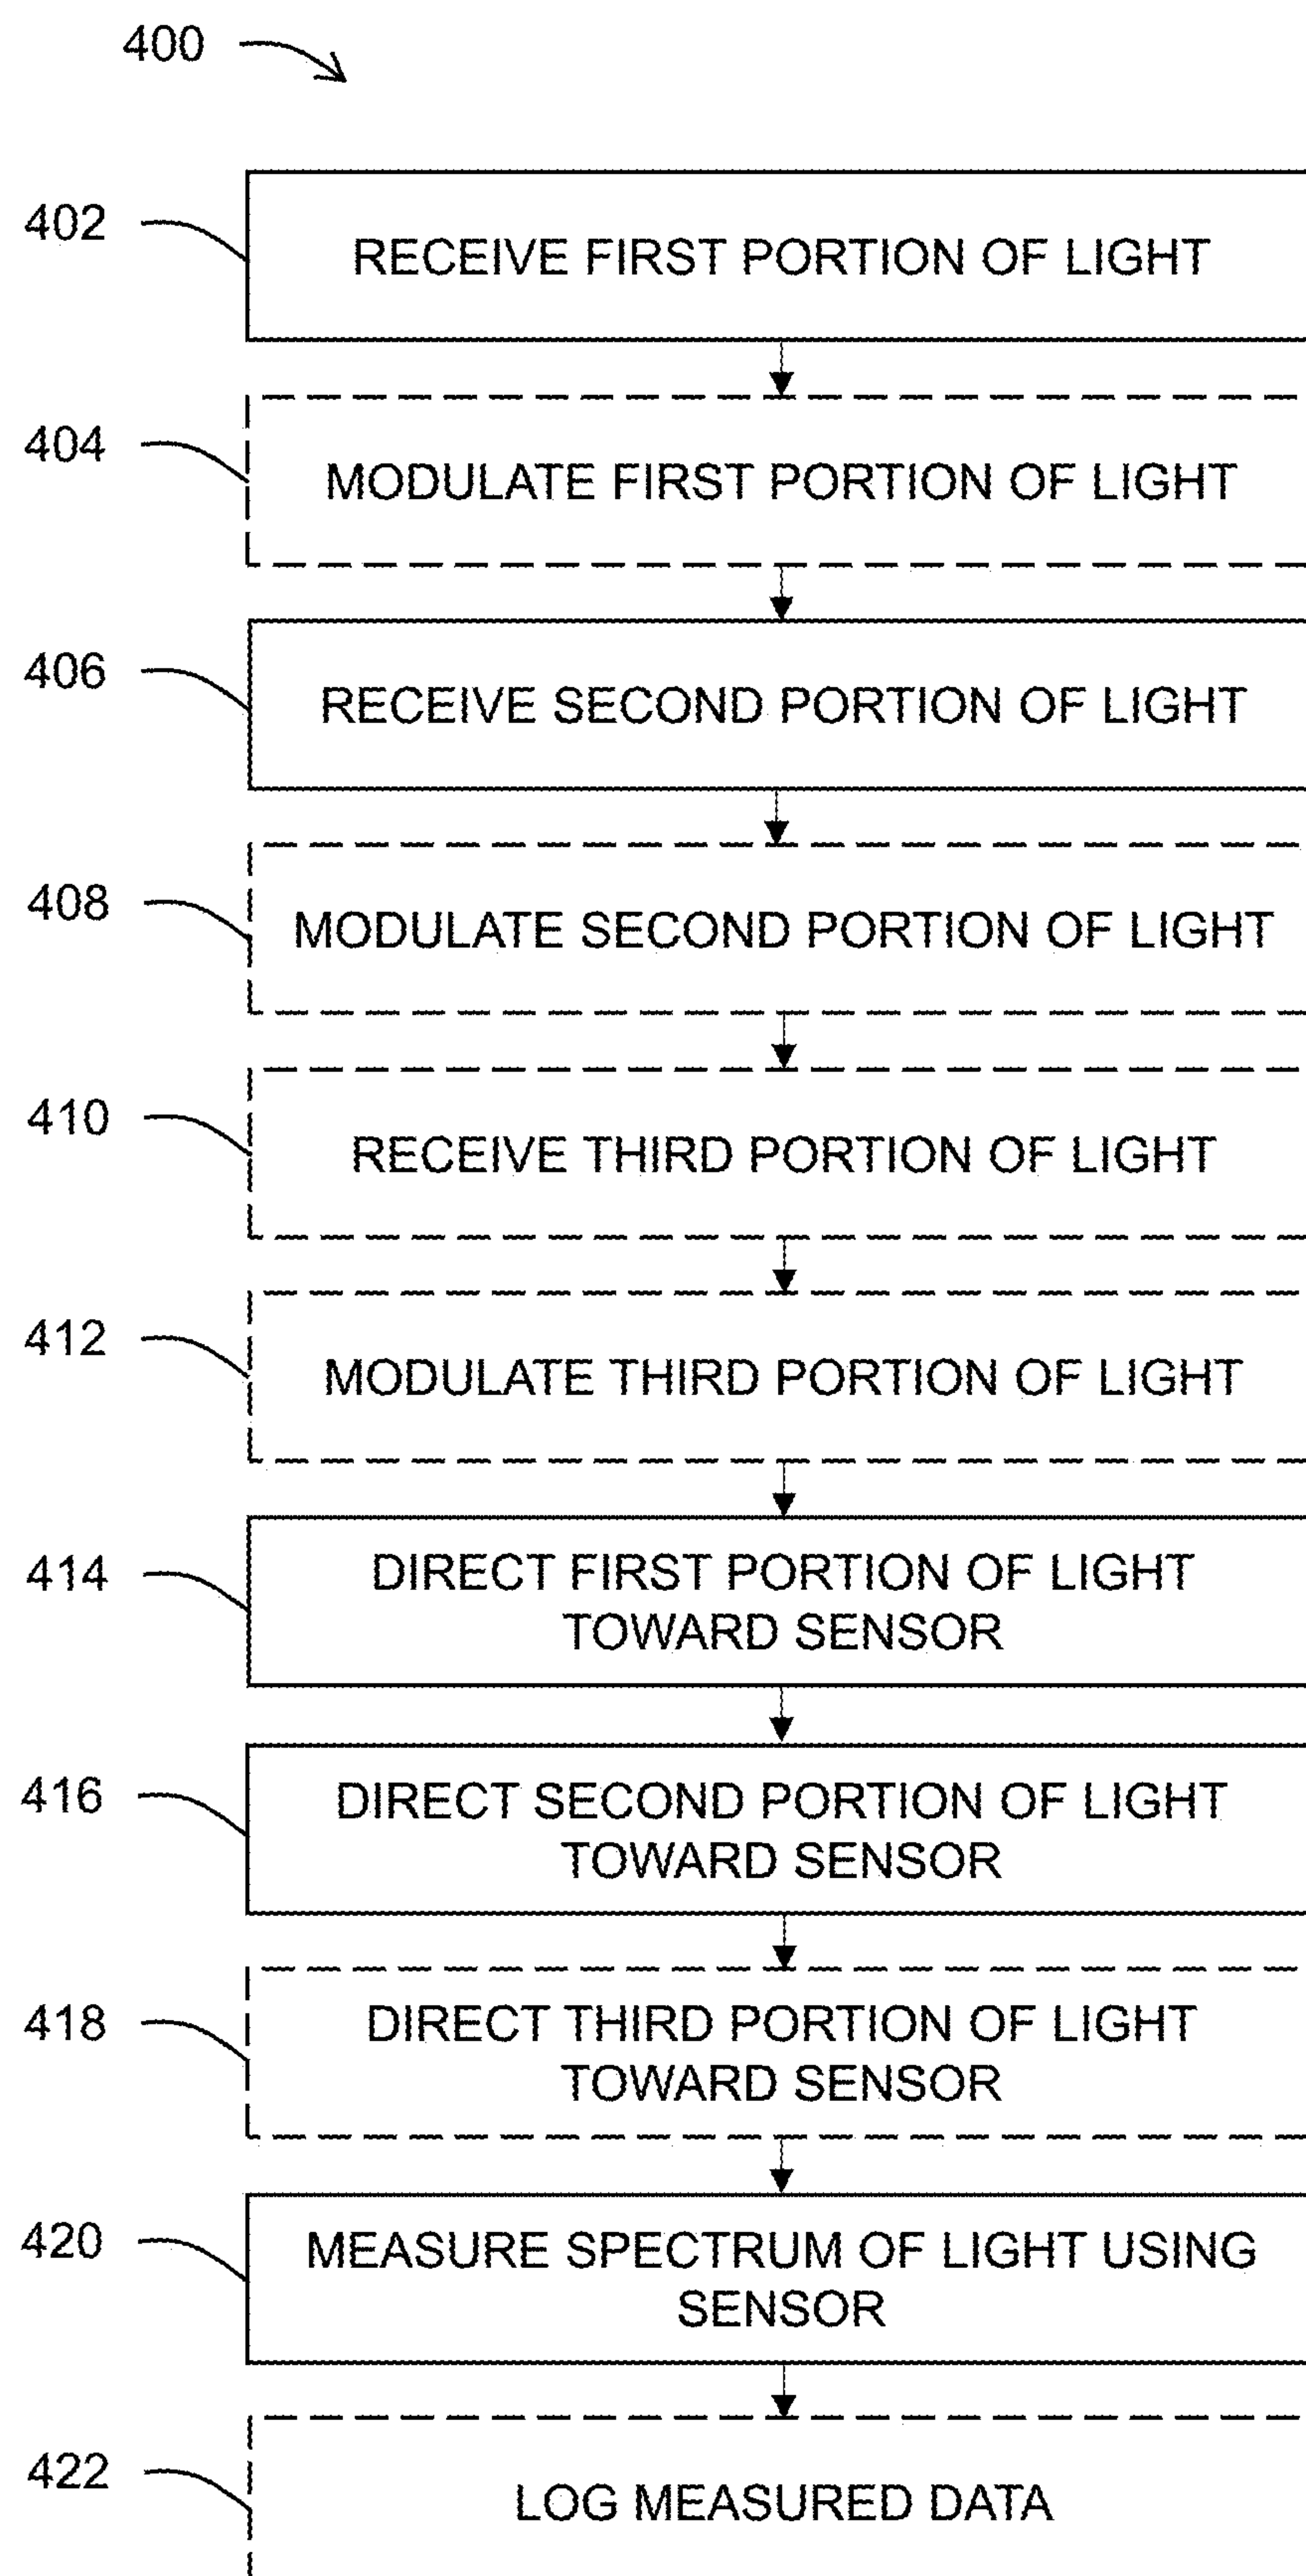 400
402
RECEIVE FIRST PORTION OF LIGHT
404
MODULATE FIRST PORTION OF LIGHT
406
RECEIVE SECOND PORTION OF LIGHT
408
MODULATE SECOND PORTION OF LIGHT
410
RECEIVE THIRD PORTION OF LIGHT
412
MODULATE THIRD PORTION OF LIGHT
414
DIRECT FIRST PORTION OF LIGHT
TOWARD SENSOR
416
DIRECT SECOND PORTION OF LIGHT
TOWARD SENSOR
418
DIRECT THIRD PORTION OF LIGHT
TOWARD SENSOR
420
MEASURE SPECTRUM OF LIGHT USING
SENSOR
422
LOG MEASURED DATA